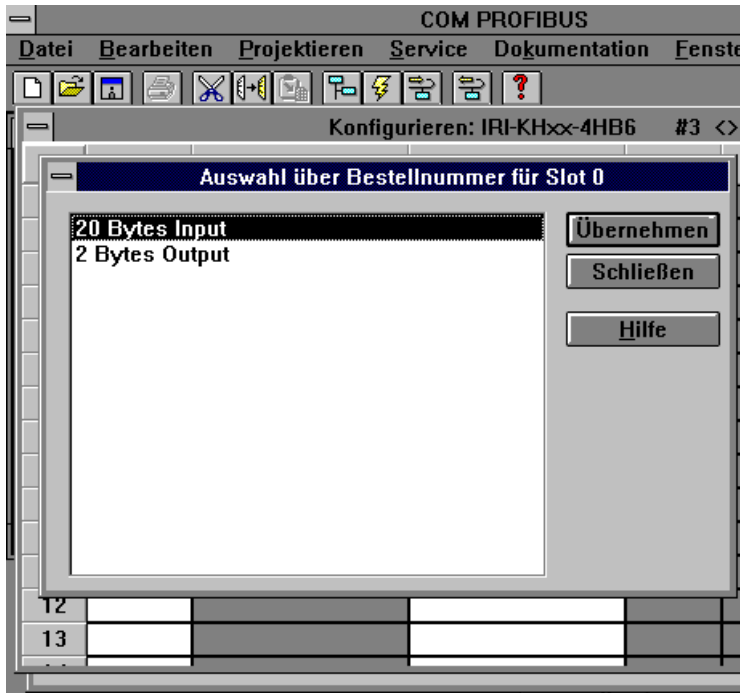 COM PROFIBUS
Datei Bearbeiten Projektieren Service Dokumentation Fenste
Konfigurieren: IRI-KHxx-4HB6 #3 <>
Auswahl über Bestellnummer für Slot 0
20 Bytes Input
2 Bytes Output
Übernehmen
Schließen
Hilfe
12
13